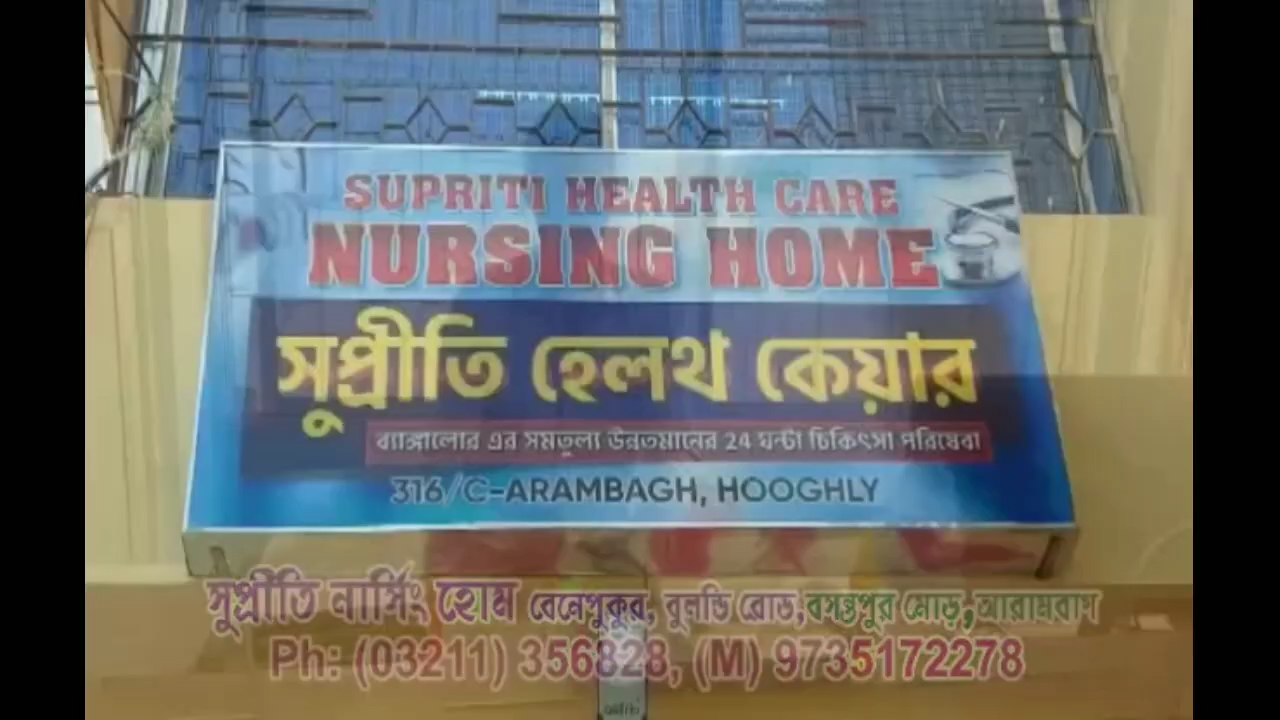 SUPRITI HEALTH CARE
NURSING HOME
সুপ্রীতি হেলথ কেয়ার
ব্যাঙ্গালোর এর সমতুল্য উন্নতমানের 24 ঘন্টা চিকিৎসা পরিষেবা
316/C-ARAMBAGH, HOOGHLY
সুপ্রীতি নার্সিং হোম বেনেপুকুর, বুলন্ডি রোড,বসন্তপুর মোড়,আরামবাগ
Ph: (03211) 356828, (M) 9735172278